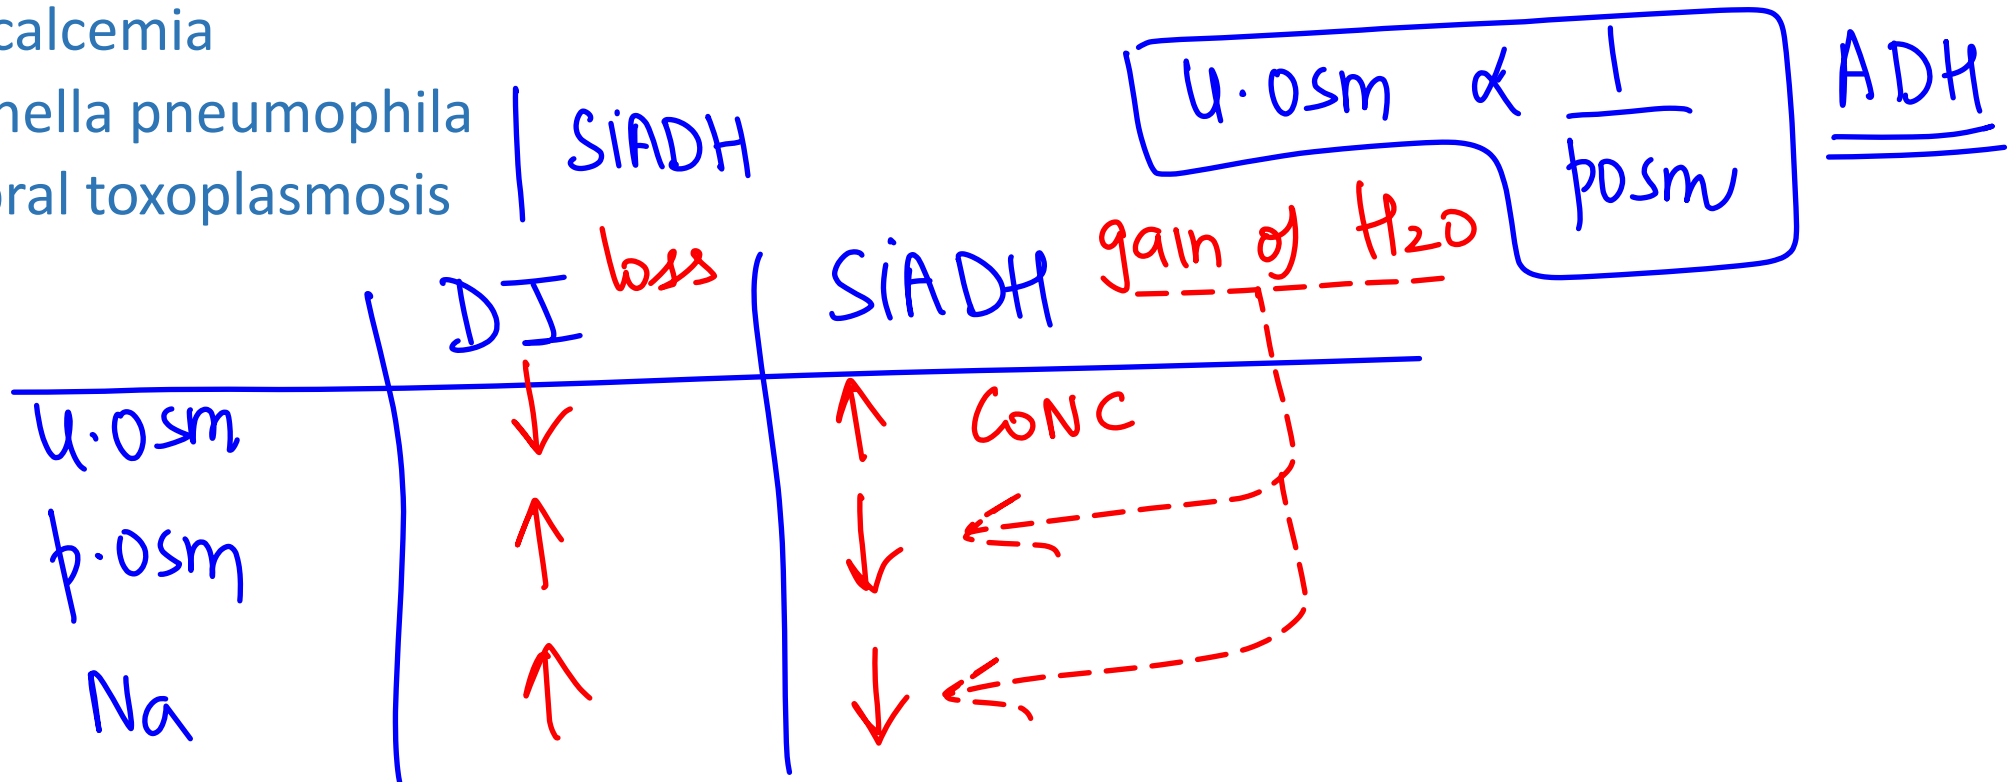 calcemia
nella pneumophila
oral toxoplasmosis
SiADH
U.Osm ∝ 1/posm
ADH
DI loss SiADH gain of H2O
U.Osm ↓ ↑ CONC
p.Osm ↑ ↓
Na ↑ ↓